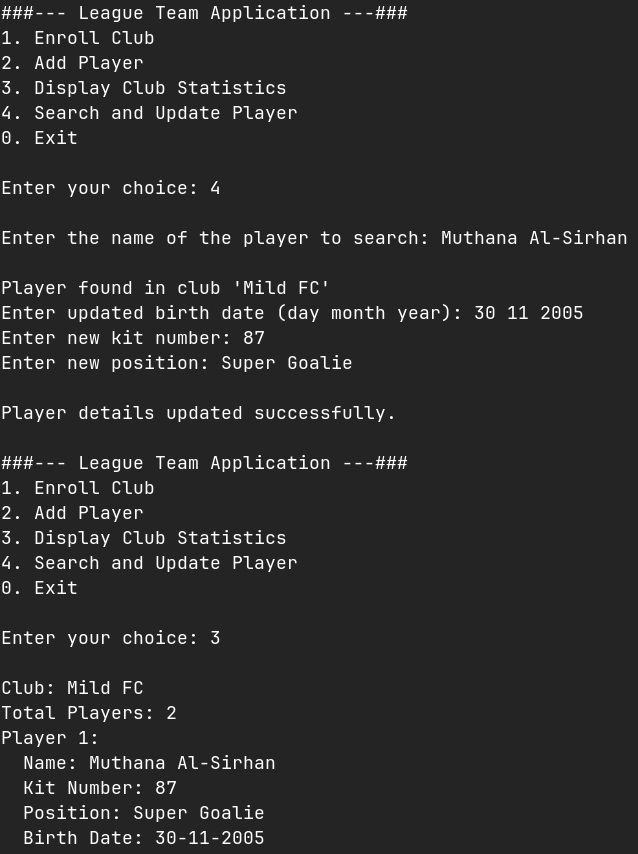 ###--- League Team Application ---###
1. Enroll Club
2. Add Player
3. Display Club Statistics
4. Search and Update Player
0. Exit
Enter your choice: 4
Enter the name of the player to search: Muthana Al-Sirhan
Player found in club 'Mild FC'
Enter updated birth date (day month year): 30 11 2005
Enter new kit number: 87
Enter new position: Super Goalie
Player details updated successfully.
###--- League Team Application ---###
1. Enroll Club
2. Add Player
3. Display Club Statistics
4. Search and Update Player
0. Exit
Enter your choice: 3
Club: Mild FC
Total Players: 2
Player 1:
  Name: Muthana Al-Sirhan
  Kit Number: 87
  Position: Super Goalie
  Birth Date: 30-11-2005